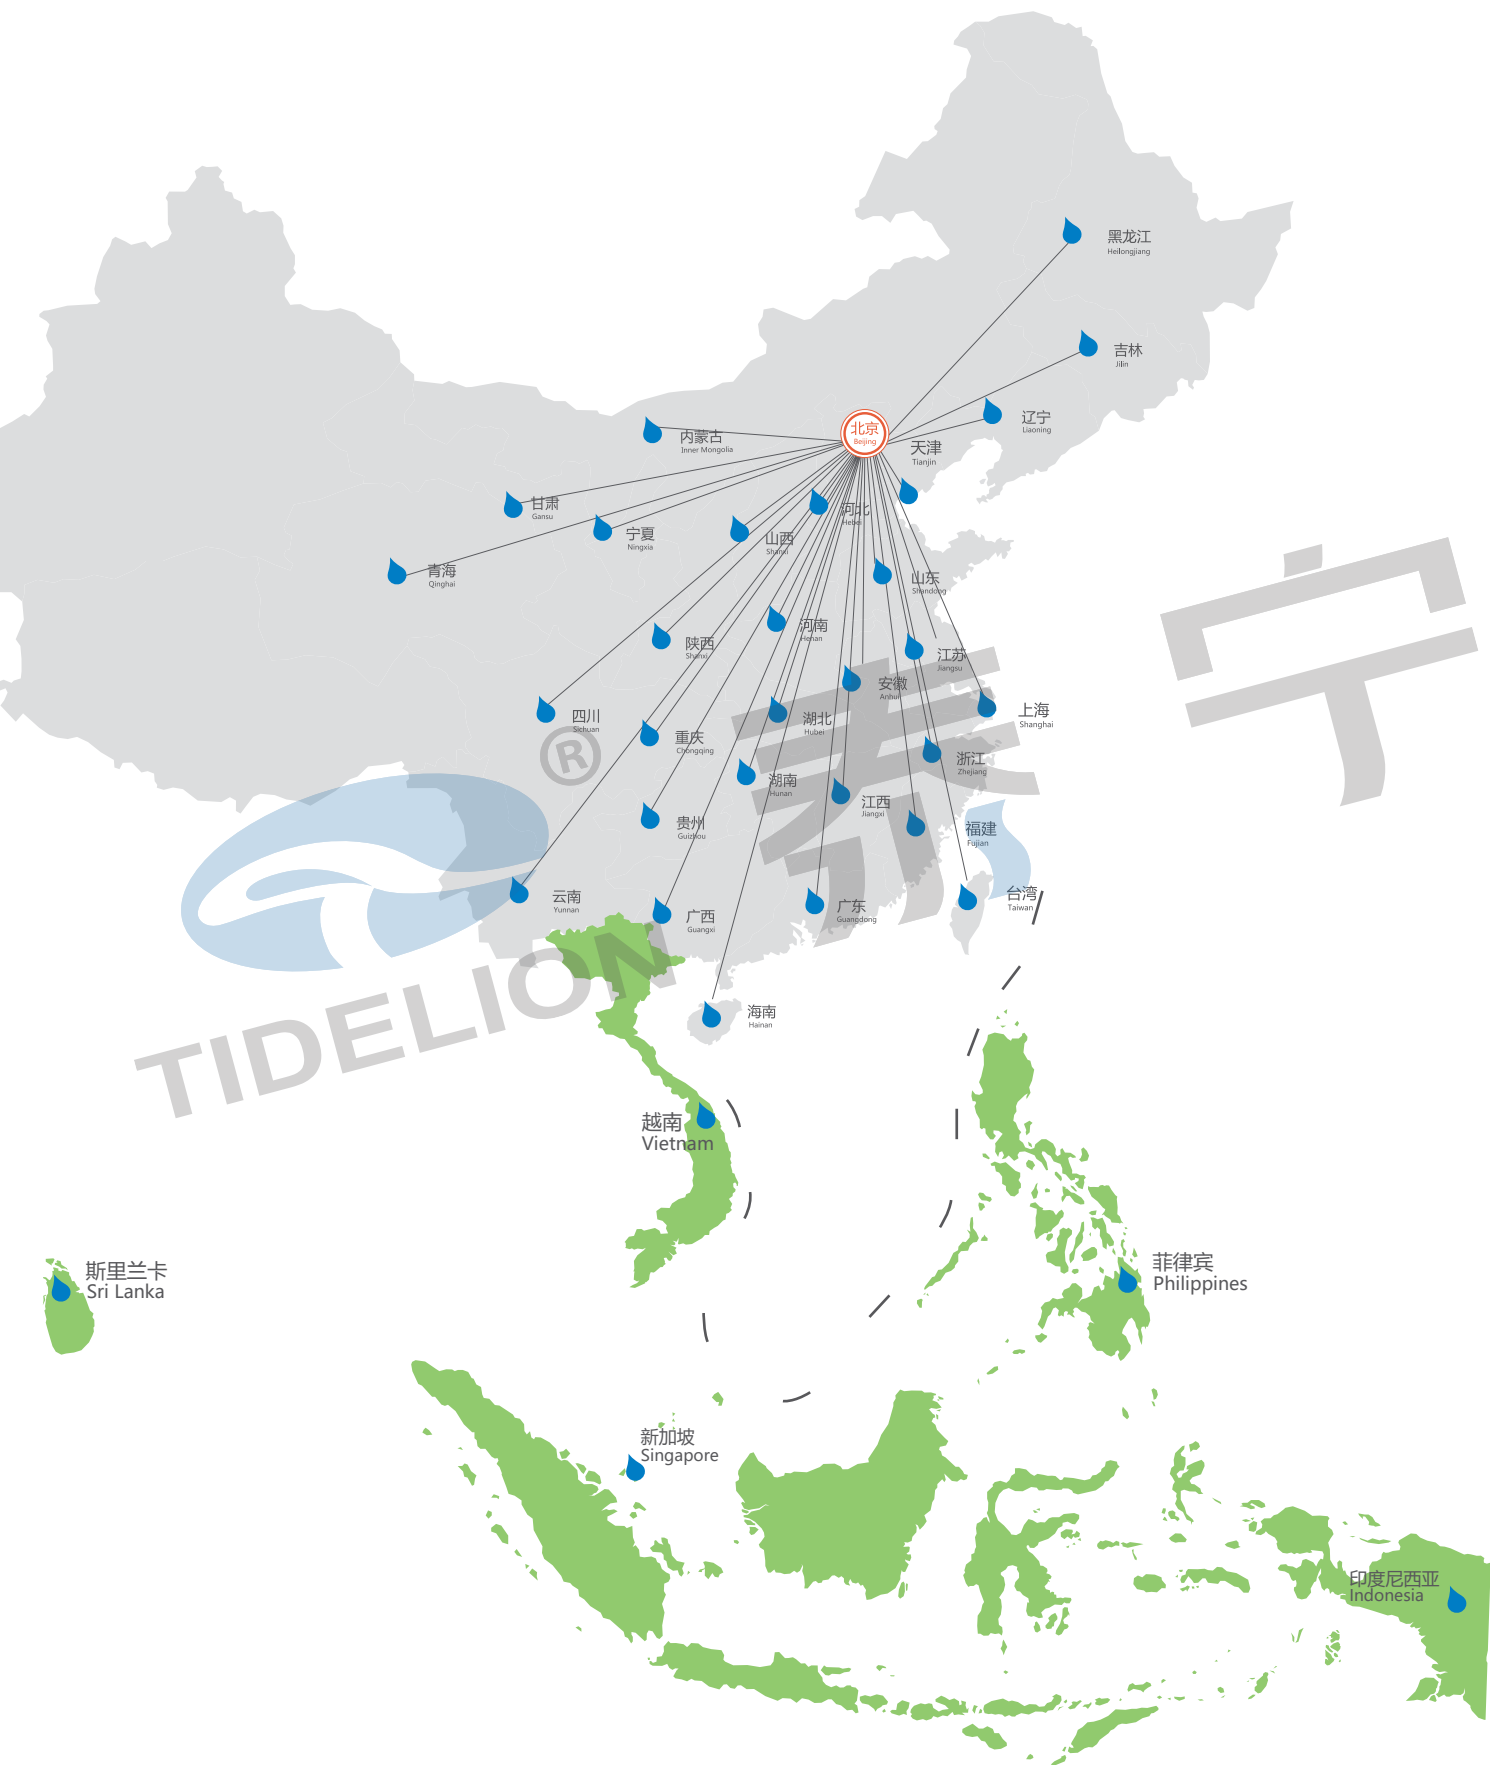 黑龙江
Heilongjiang
吉林
Jilin
辽宁
Liaoning
北京
Beijing
天津
Tianjin
内蒙古
Inner Mongolia
甘肃
Gansu
宁夏
Ningxia
山西
Shanxi
河北
Hebei
青海
Qinghai
山东
Shandong
陕西
Shanxi
河南
Henan
江苏
Jiangsu
安徽
Anhui
四川
Sichuan
重庆
Chongqing
湖北
Hubei
上海
Shanghai
浙江
Zhejiang
湖南
Hunan
江西
Jiangxi
贵州
Guizhou
福建
Fujian
云南
Yunnan
广西
Guangxi
广东
Guangdong
台湾
Taiwan
海南
Hainan
®
TIDELION
泰宁
越南
Vietnam
斯里兰卡
Sri Lanka
菲律宾
Philippines
新加坡
Singapore
印度尼西亚
Indonesia